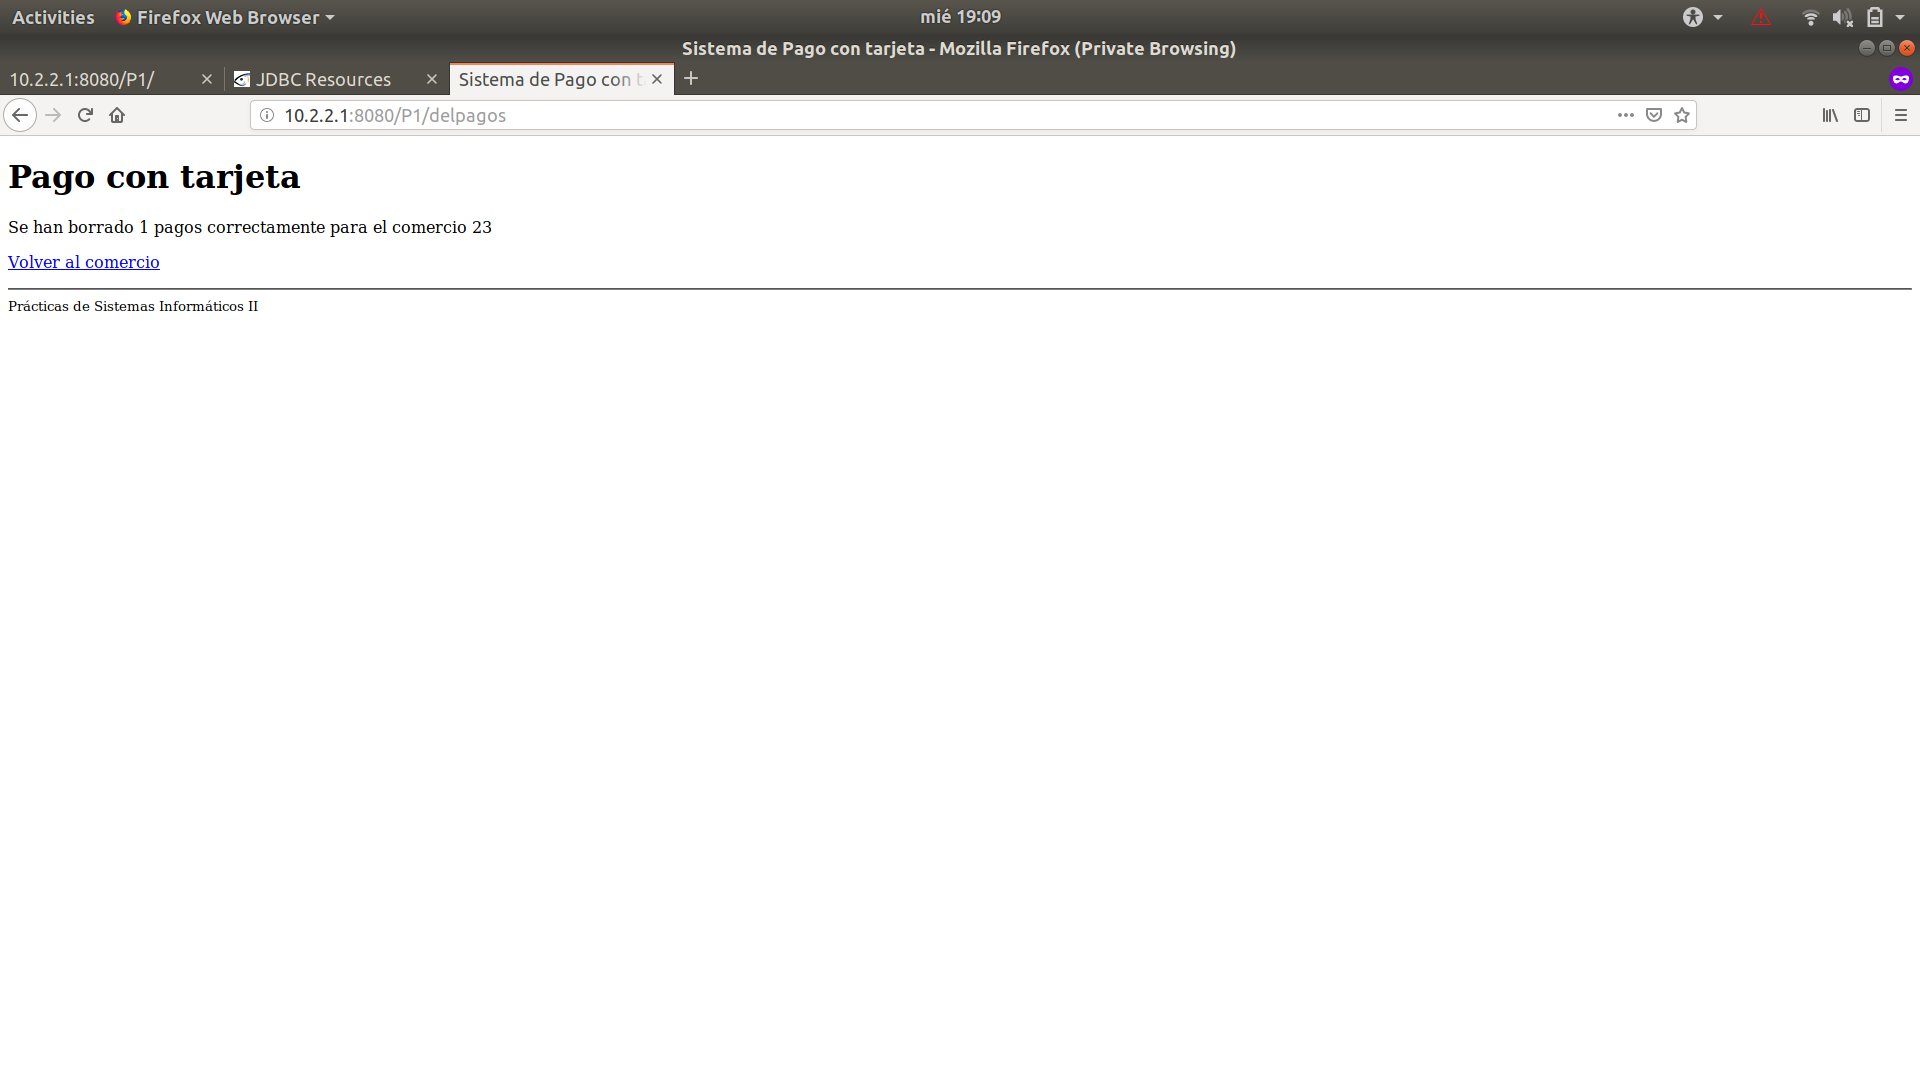 Activities Firefox Web Browser mié 19:09
Sistema de Pago con tarjeta - Mozilla Firefox (Private Browsing)
10.2.2.1:8080/P1/ JDBC Resources Sistema de Pago con t
10.2.2.1:8080/P1/delpagos
Pago con tarjeta
Se han borrado 1 pagos correctamente para el comercio 23
Volver al comercio
Prácticas de Sistemas Informáticos II